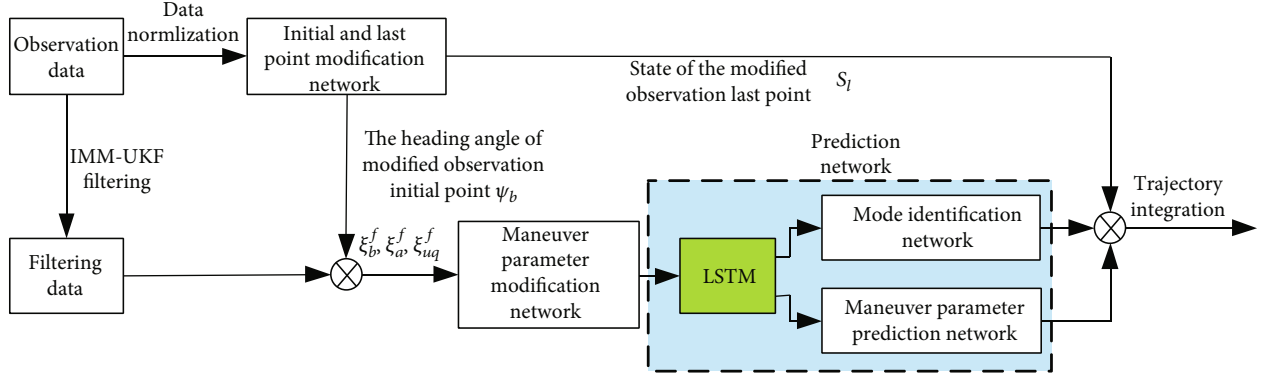 Observation
data
Data
normlization
Initial and last
point modification
network
State of the modified
observation last point
S_l
IMM-UKF
filtering
The heading angle of
modified observation
initial point ψ_b
Prediction
network
Trajectory
integration
Filtering
data
ξ_b^f, ξ_a^f, ξ_uq^f
Maneuver
parameter
modification
network
LSTM
Mode identification
network
Maneuver parameter
prediction network